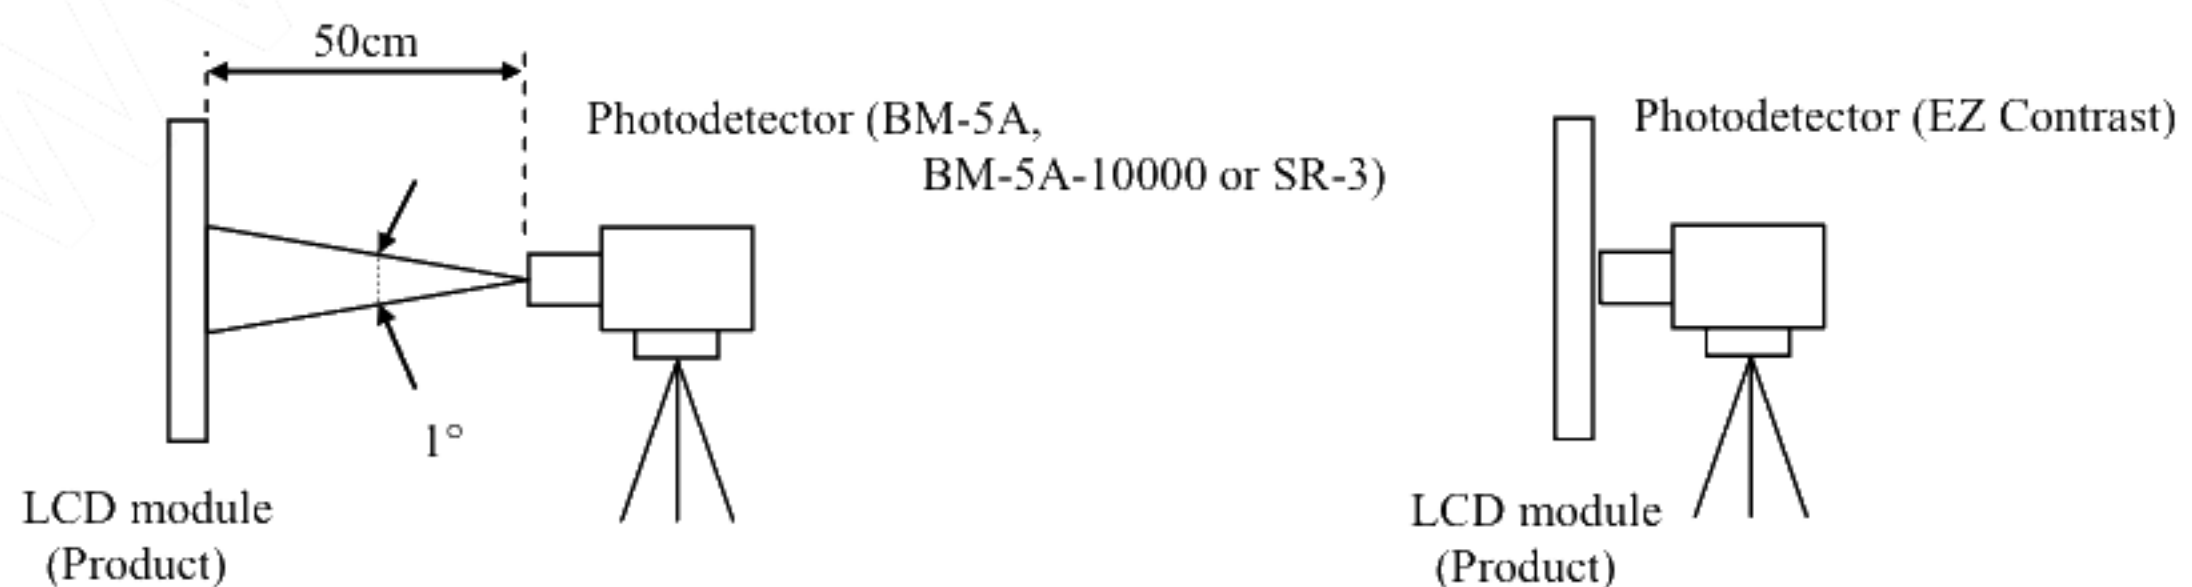 50cm
Photodetector (BM-5A,
BM-5A-10000 or SR-3)
1°
LCD module
(Product)
Photodetector (EZ Contrast)
LCD module
(Product)